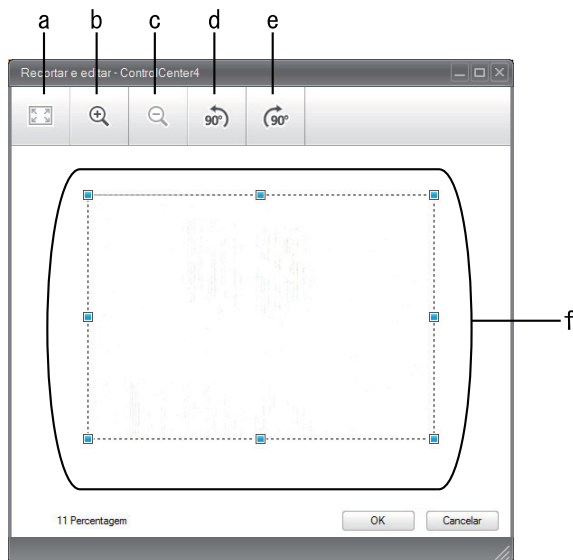 a b c d e
Recortar e editar - ControlCenter4
90° 90°
f
11 Percentagem OK Cancelar